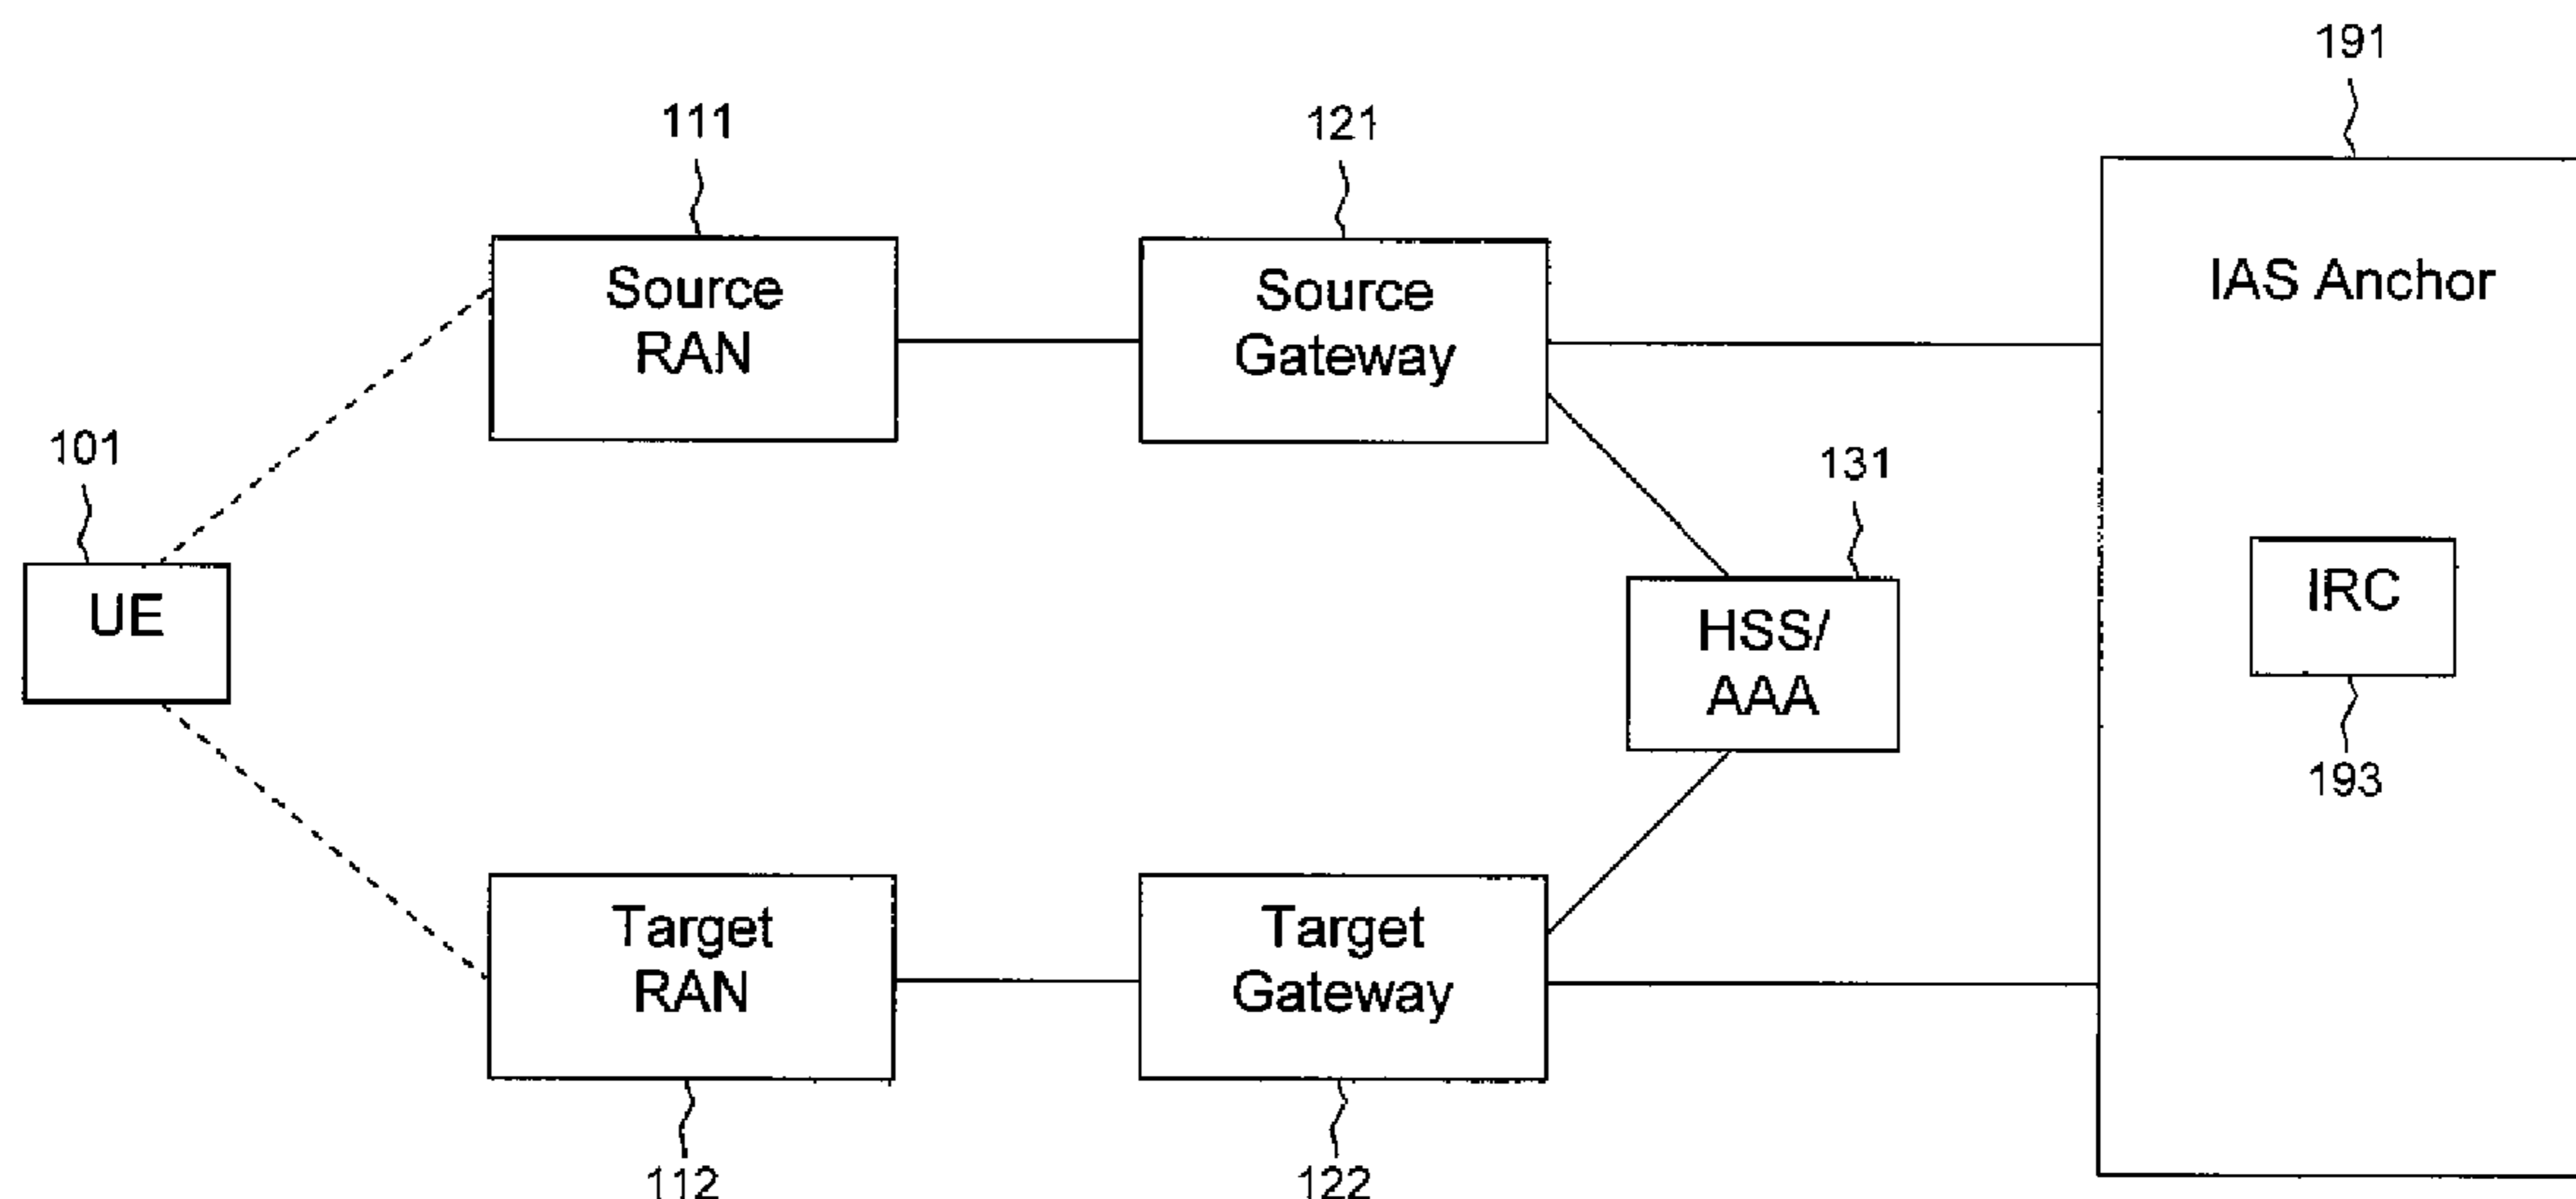 191
111
121
Source
RAN
Source
Gateway
IAS Anchor
101
131
UE
HSS/
AAA
IRC
193
Target
RAN
Target
Gateway
112
122